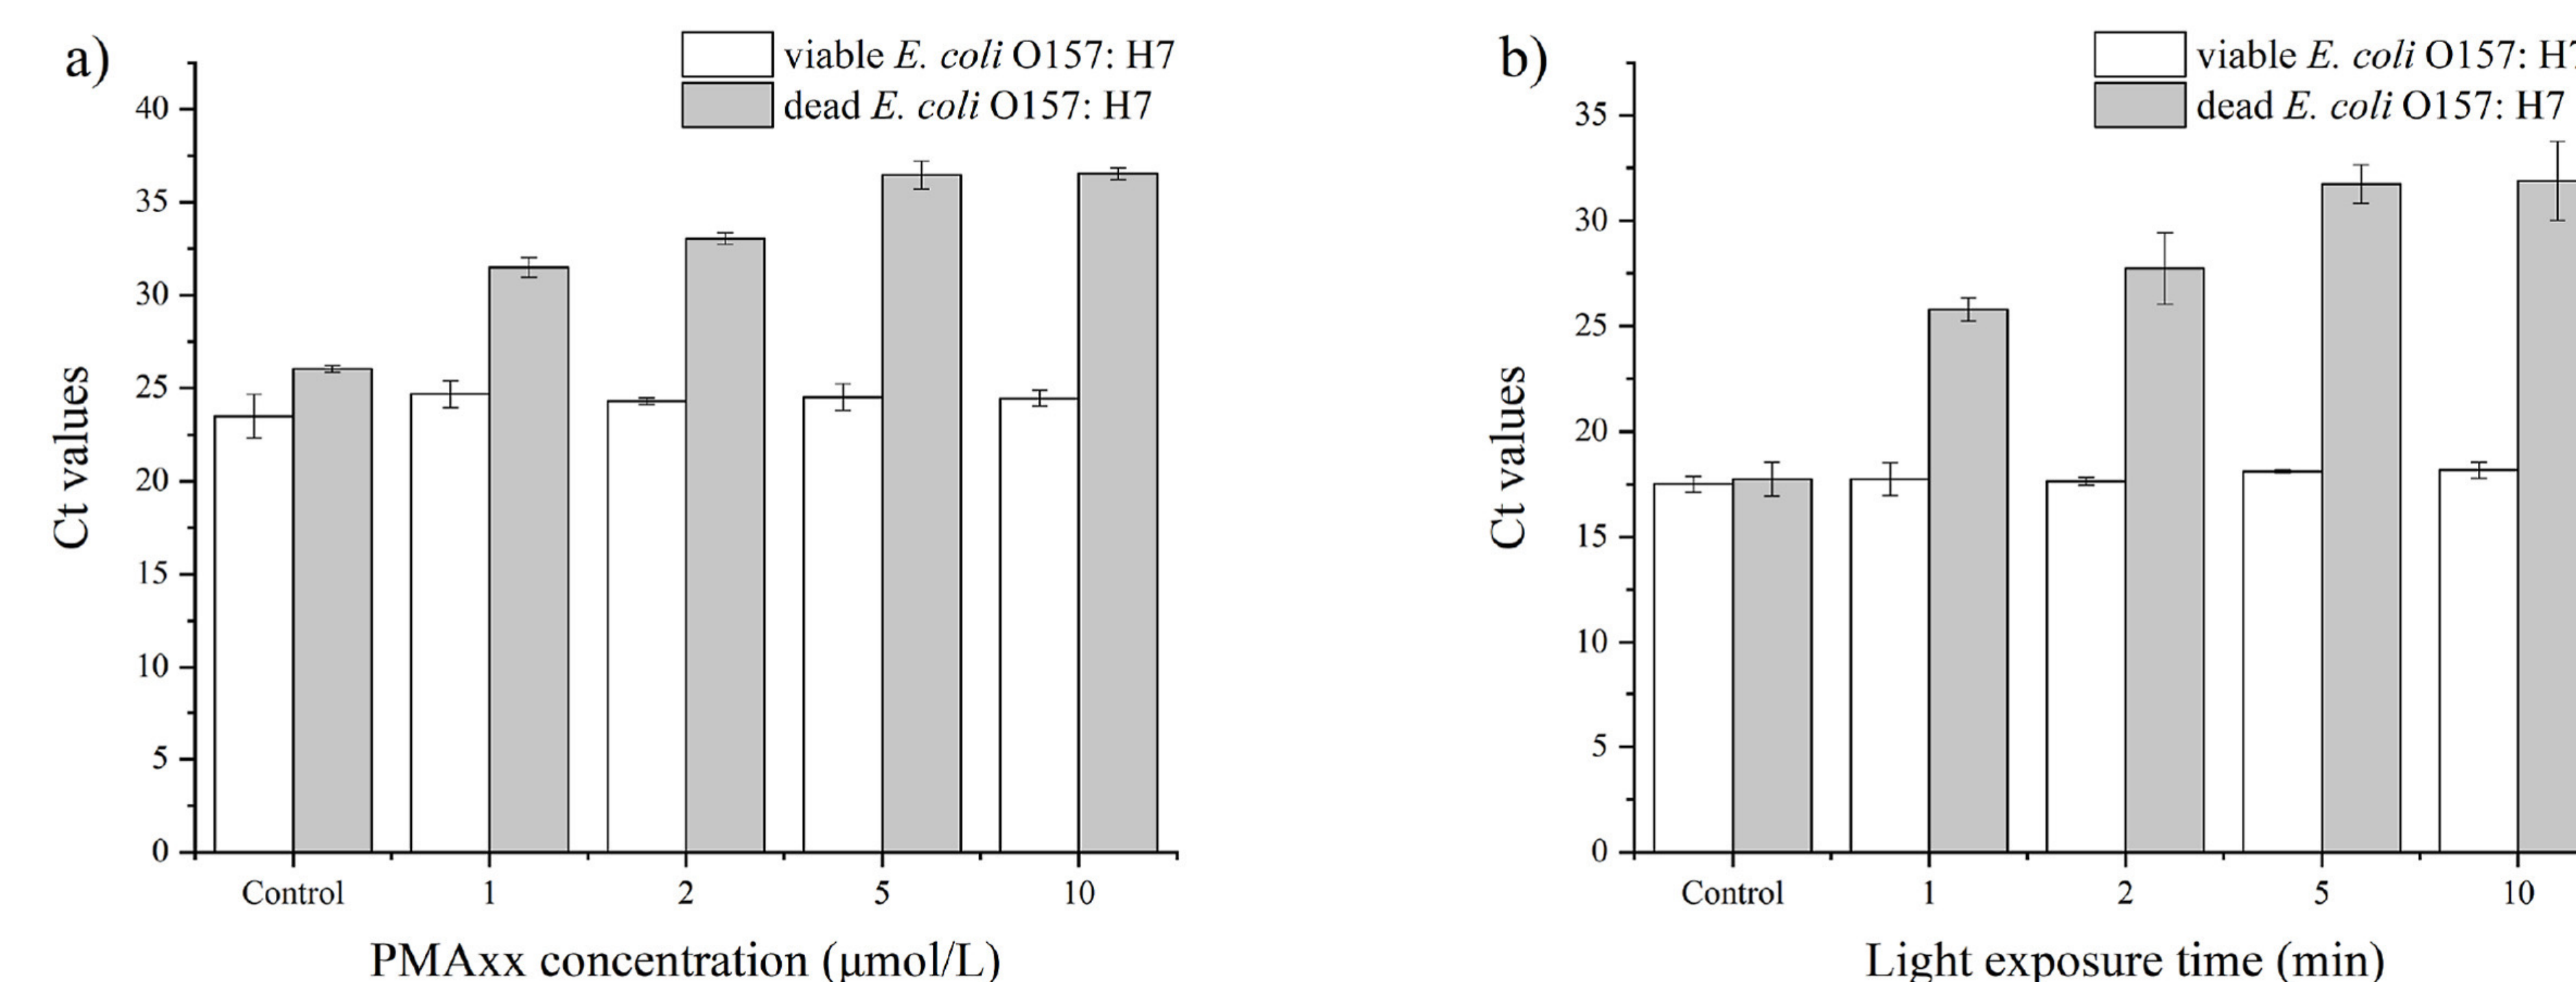 a)
viable E. coli O157: H7
dead E. coli O157: H7
40
35
30
25
20
15
10
5
0
Ct values
Control 1 2 5 10
PMAxx concentration (μmol/L)
b)
viable E. coli O157: H7
dead E. coli O157: H7
35
30
25
20
15
10
5
0
Ct values
Control 1 2 5 10
Light exposure time (min)